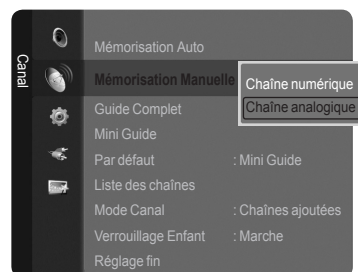 Canal
Mémorisation Auto
Mémorisation Manuelle
Chaîne numérique
Chaîne analogique
Guide Complet
Mini Guide
Par défaut : Mini Guide
Liste des chaînes
Mode Canal : Chaînes ajoutées
Verrouillage Enfant : Marche
Réglage fin